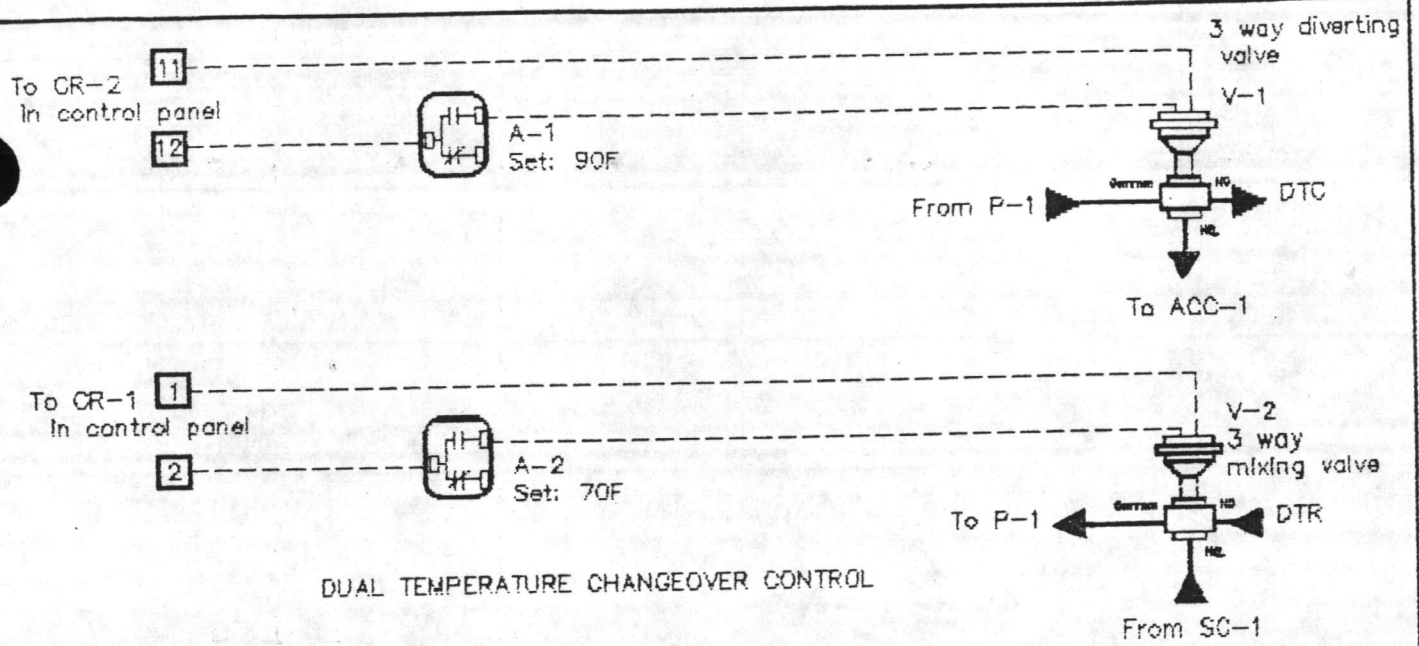 3 way diverting
valve
11
To CR-2
In control panel
V-1
12
A-1
Set: 90F
From P-1
NO
DTC
To ACC-1
1
To CR-1
In control panel
V-2
3 way
mixing valve
2
A-2
Set: 70F
To P-1
DTR
DUAL TEMPERATURE CHANGEOVER CONTROL
From SC-1